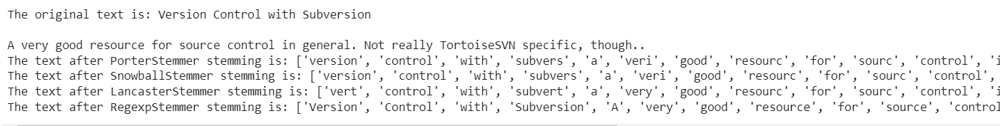 The original text is: Version Control with Subversion
A very good resource for source control in general. Not really TortoiseSVN specific, though..
The text after PorterStemmer stemming is: ['version', 'control', 'with', 'subvers', 'a', 'veri', 'good', 'resourc', 'for', 'sourc', 'control', 'i
The text after SnowballStemmer stemming is: ['version', 'control', 'with', 'subvers', 'a', 'veri', 'good', 'resourc', 'for', 'sourc', 'control',
The text after LancasterStemmer stemming is: ['vert', 'control', 'with', 'subvert', 'a', 'very', 'good', 'resourc', 'for', 'sourc', 'control', 'i
The text after RegexpStemmer stemming is: ['Version', 'Control', 'with', 'Subversion', 'A', 'very', 'good', 'resource', 'for', 'source', 'control